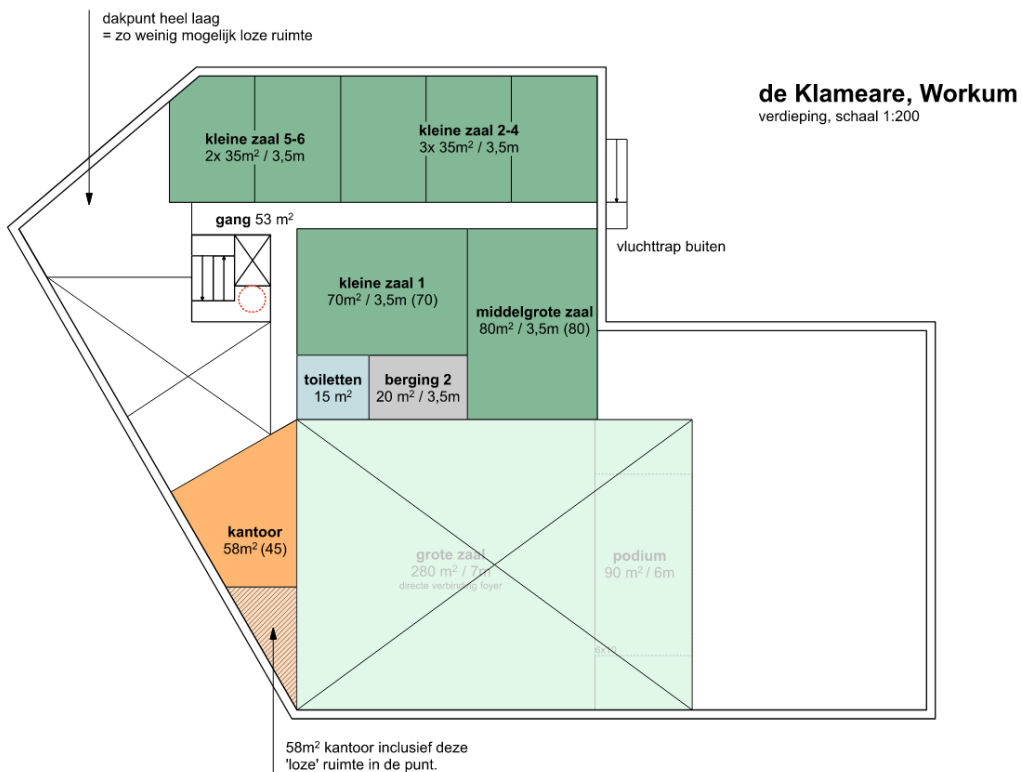 dakpunt heel laag
= zo weinig mogelijk loze ruimte
de Klameare, Workum
verdieping, schaal 1:200
kleine zaal 5-6
2x 35m² / 3,5m
kleine zaal 2-4
3x 35m² / 3,5m
gang 53 m²
vluchttrap buiten
kleine zaal 1
70m² / 3,5m (70)
middelgrote zaal
80m² / 3,5m (80)
toiletten
15 m²
berging 2
20 m² / 3,5m
kantoor
58m² (45)
grote zaal
280 m² / 7m
directe verbinding foyer
podium
90 m² / 6m
58m² kantoor inclusief deze
'loze' ruimte in de punt.